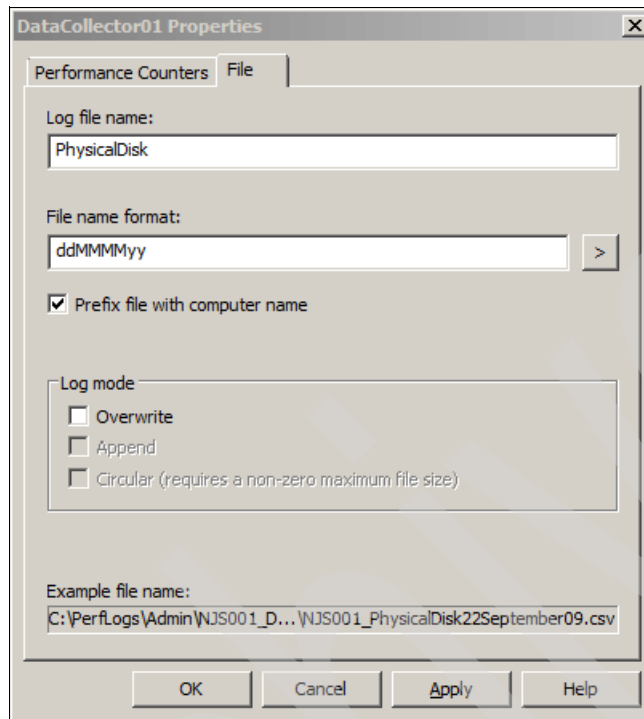 DataCollector01 Properties
Performance Counters File
Log file name:
PhysicalDisk
File name format:
ddMMMMyy
>
Prefix file with computer name
Log mode
Overwrite
Append
Circular (requires a non-zero maximum file size)
Example file name:
C:\PerfLogs\Admin\NJS001_D...\NJS001_PhysicalDisk22September09.csv
OK Cancel Apply Help